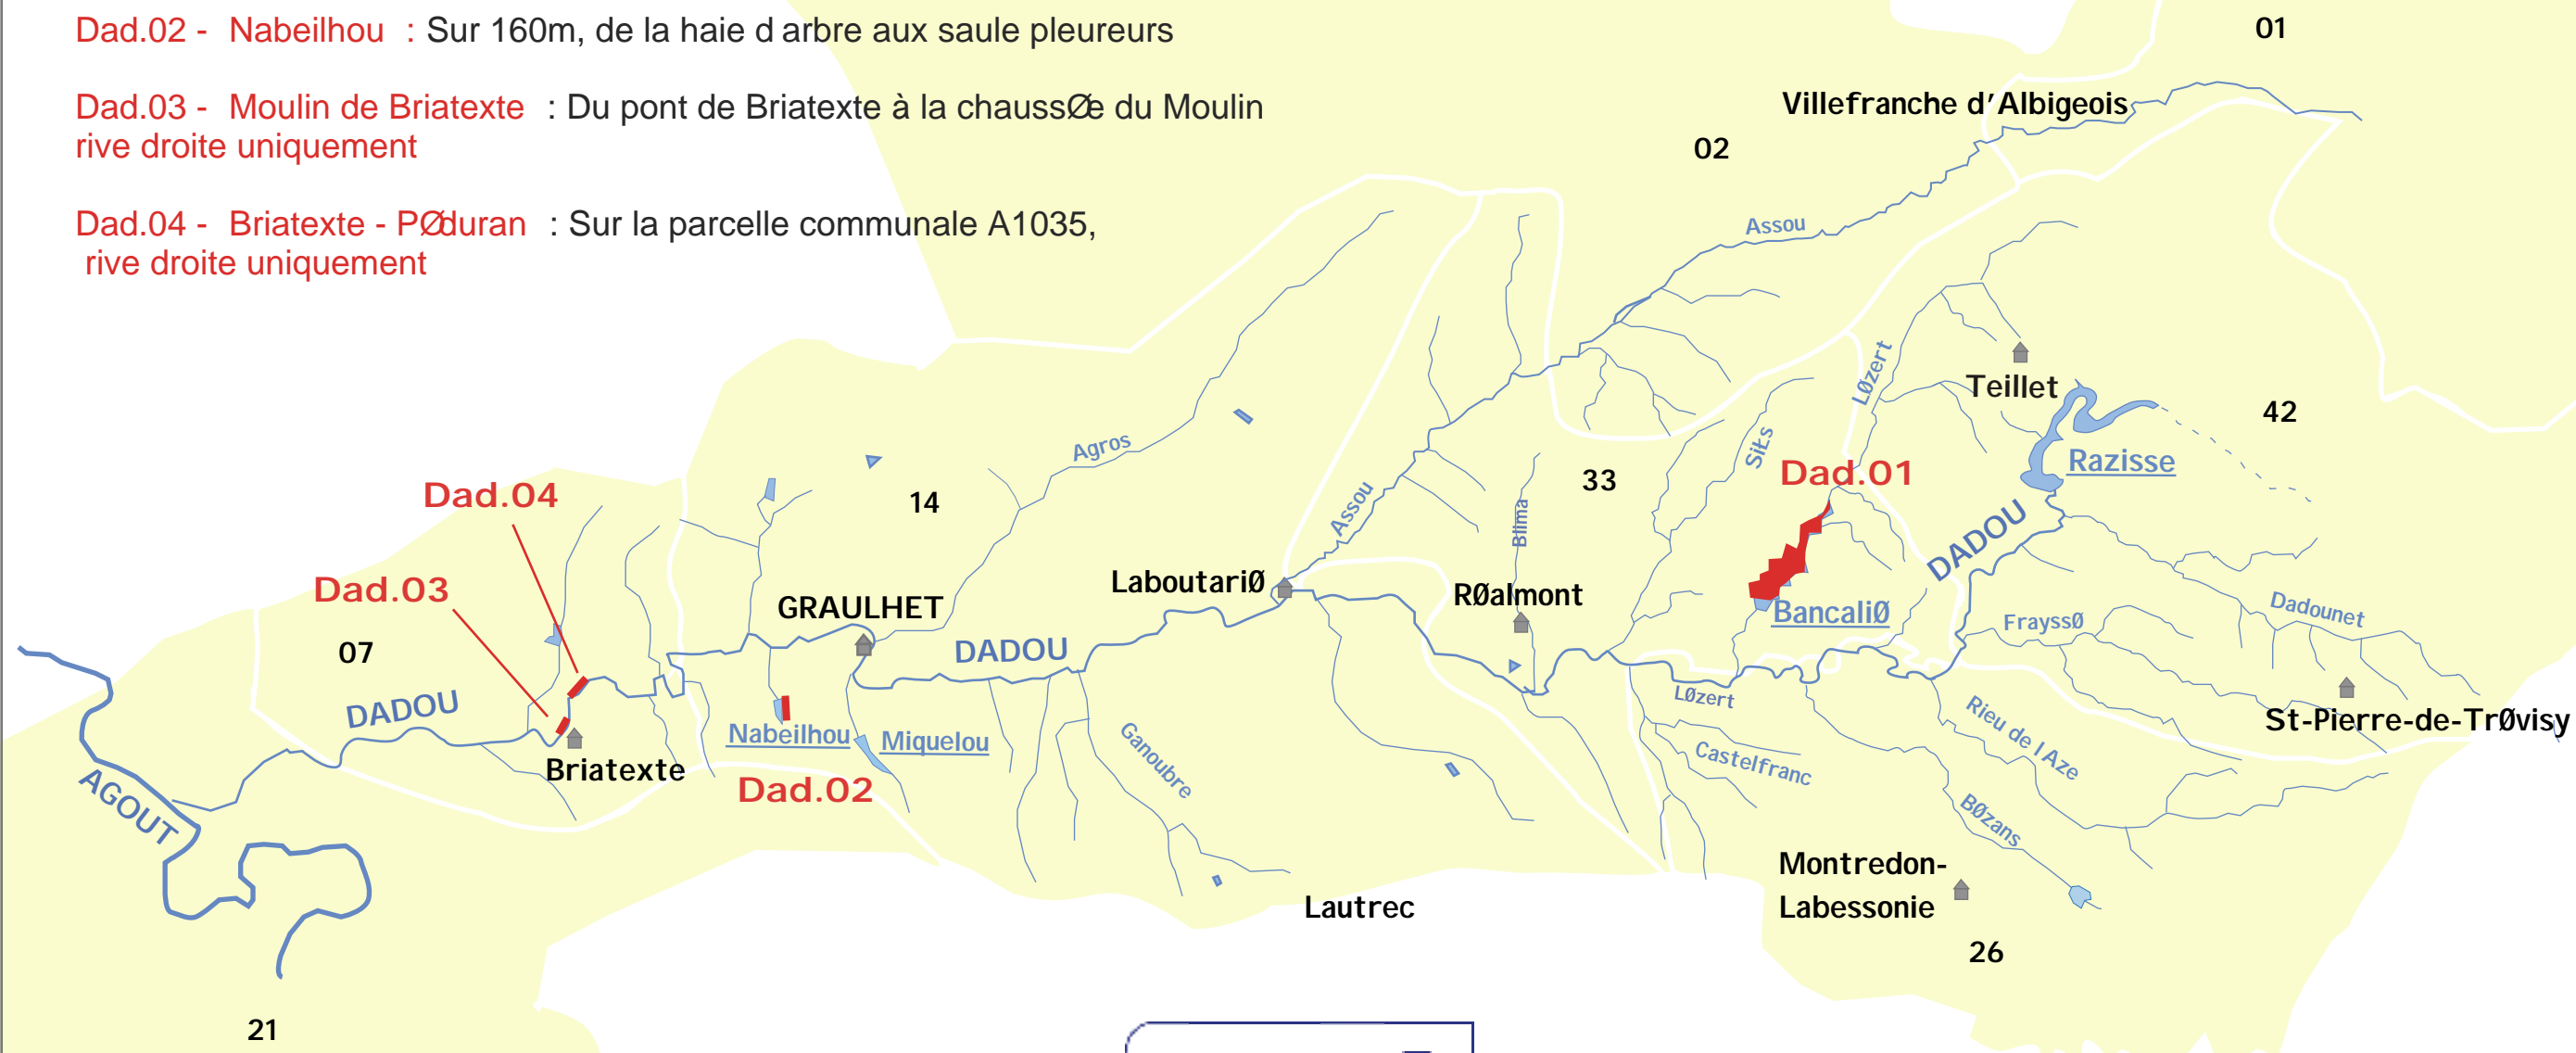 Dad.02 - Nabeilhou : Sur 160m, de la haie d arbre aux saule pleureurs
Dad.03 - Moulin de Briatexte : Du pont de Briatexte à la chaussØe du Moulin
rive droite uniquement
Dad.04 - Briatexte - PØduran : Sur la parcelle communale A1035,
rive droite uniquement
01
Villefranche d'Albigeois
02
Assou
LØzert
Teillet
42
Agros
SiŁs
Razisse
Dad.01
33
Dad.04
14
Assou
Blima
DADOU
Dad.03
LaboutariØ
RØalmont
GRAULHET
BancaliØ
Dadounet
FrayssØ
07
DADOU
DADOU
LØzert
St-Pierre-de-TrØvisy
Nabeilhou
Miquelou
Rieu de l Aze
Ganoubre
Castelfranc
Briatexte
Dad.02
AGOUT
BØzans
Montredon-
Labessonie
Lautrec
26
21